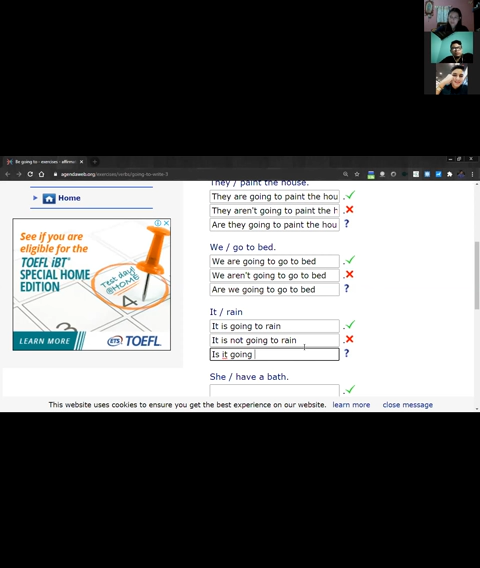 Be going to - exercises - affirm
agendaweb.org/exercises/verbs/going-to-write-3
Home
They / paint the house.
They are going to paint the hou
They aren't going to paint the h
Are they going to paint the hou ?
We / go to bed.
We are going to go to bed
We aren't going to go to bed
Are we going to go to bed ?
It / rain
It is going to rain
It is not going to rain
Is it going ?
She / have a bath.
See if you are
eligible for the
TOEFL iBT®
SPECIAL HOME
EDITION
Test day!
@HOME
3
4
LEARN MORE
ETS TOEFL.
This website uses cookies to ensure you get the best experience on our website. learn more close message